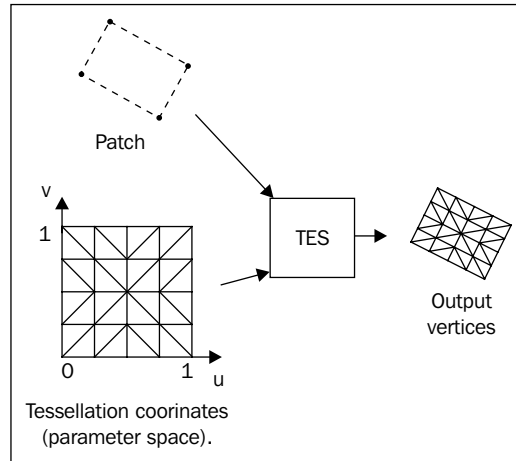 Patch
v
1
TES
0
1
u
Output
vertices
Tessellation coorinates
(parameter space).